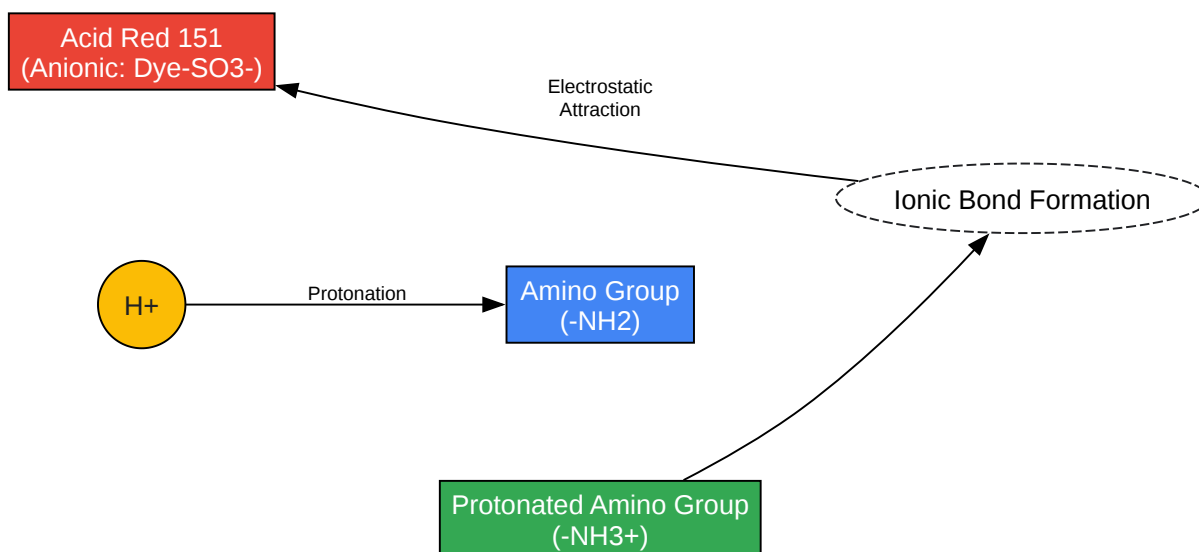 Acid Red 151
(Anionic: Dye-SO3-)
Electrostatic
Attraction
Ionic Bond Formation
H+
Protonation
Amino Group
(-NH2)
Protonated Amino Group
(-NH3+)